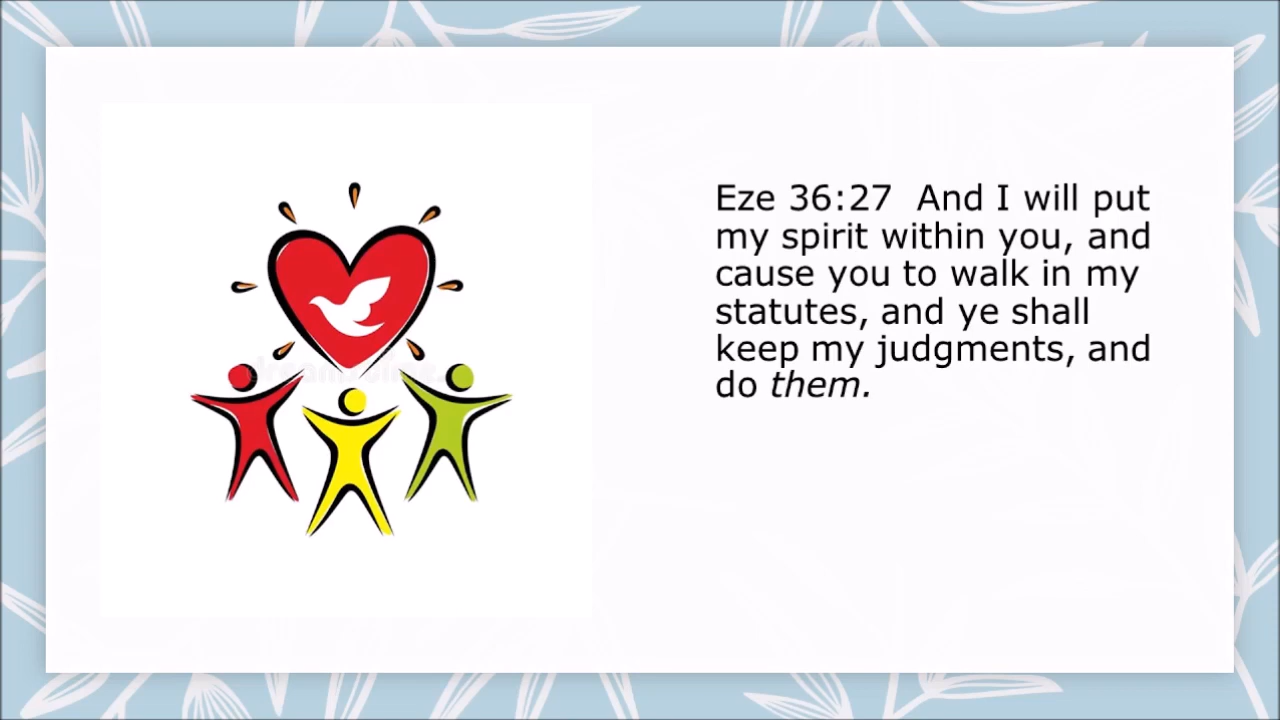 Eze 36:27  And I will put
my spirit within you, and
cause you to walk in my
statutes, and ye shall
keep my judgments, and
do them.